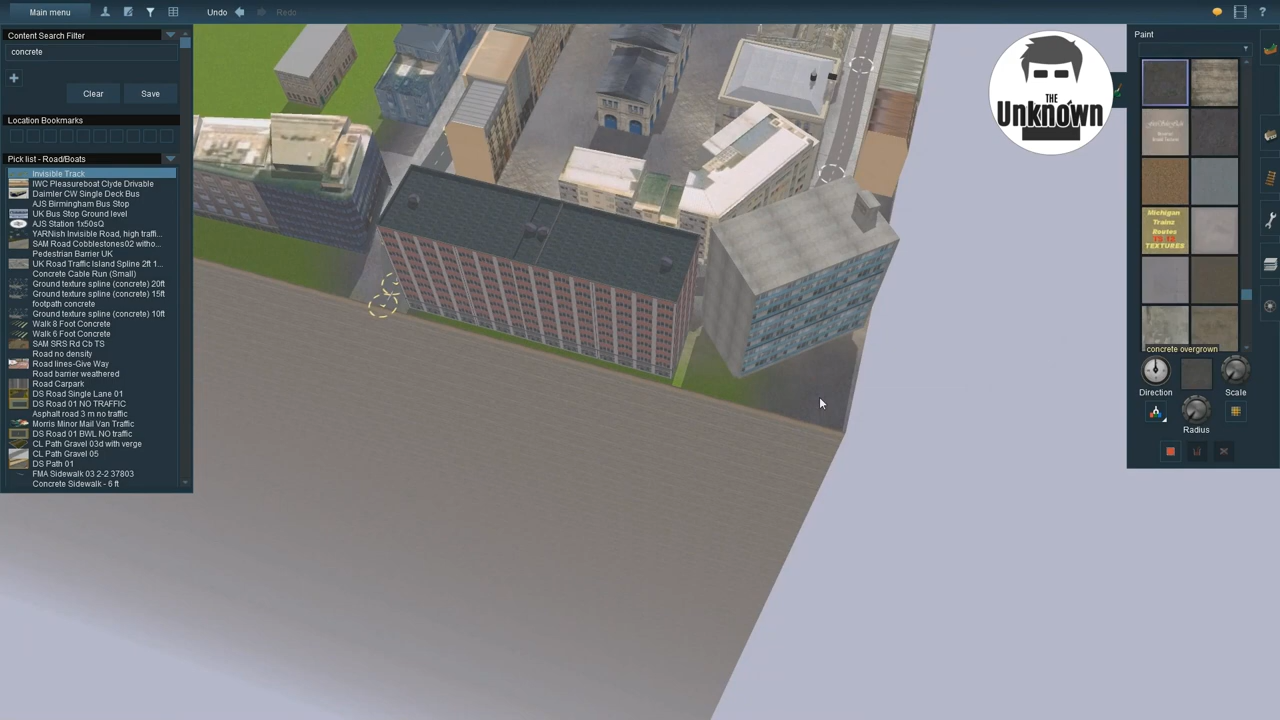 Main menu
Undo
Redo
Content Search Filter
concrete
Clear
Save
Location Bookmarks
Pick list - Road/Boats
Invisible Track
IWC Pleasureboat Clyde Drivable
Daimler CW Single Deck Bus
AJS Birmingham Bus Stop
UK Bus Stop Ground level
AJS Station 1x50sQ
YARNish Invisible Road, high traffi...
SAM Road Cobblestones02 witho...
Pedestrian Barrier UK
UK Road Traffic Island Spline 2ft 1...
Concrete Cable Run (Small)
Ground texture spline (concrete) 20ft
Ground texture spline (concrete) 15ft
footpath concrete
Ground texture spline (concrete) 10ft
Walk 8 Foot Concrete
Walk 6 Foot Concrete
SAM SRS Rd Cb TS
Road no density
Road lines-Give Way
Road barrier weathered
Road Carpark
DS Road Single Lane 01
DS Road 01 NO TRAFFIC
Asphalt road 3 m no traffic
Morris Minor Mail Van Traffic
DS Road 01 BWL NO traffic
CL Path Gravel 03d with verge
CL Path Gravel 05
DS Path 01
FMA Sidewalk 03 2-2 37803
Concrete Sidewalk - 6 ft
THE
Unknown
Paint
Michigan
Trainz
Routes
TEXTURES
concrete overgrown
Direction
Scale
Radius